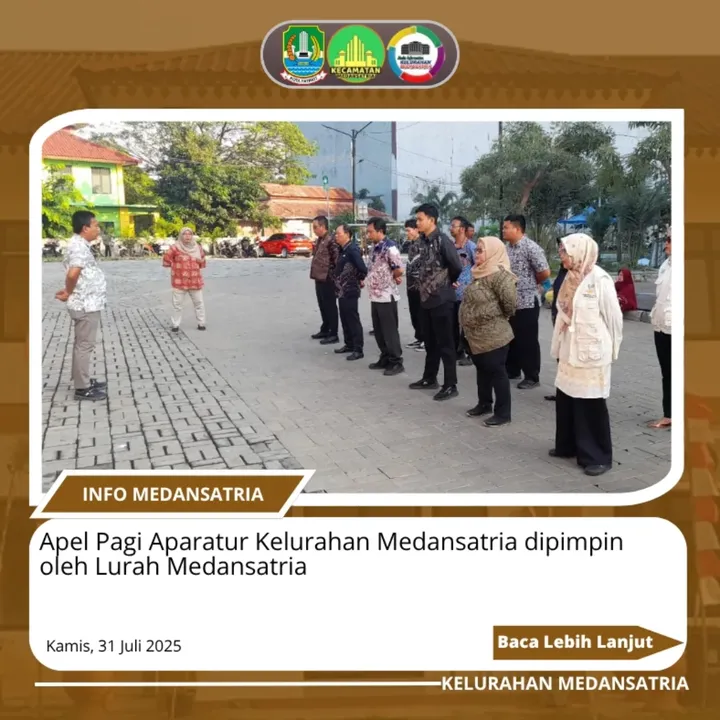 KECAMATAN
INFO MEDANSATRIA
Apel Pagi Aparatur Kelurahan Medansatria dipimpin
oleh Lurah Medansatria
Kamis, 31 Juli 2025
Baca Lebih Lanjut
KELURAHAN MEDANSATRIA